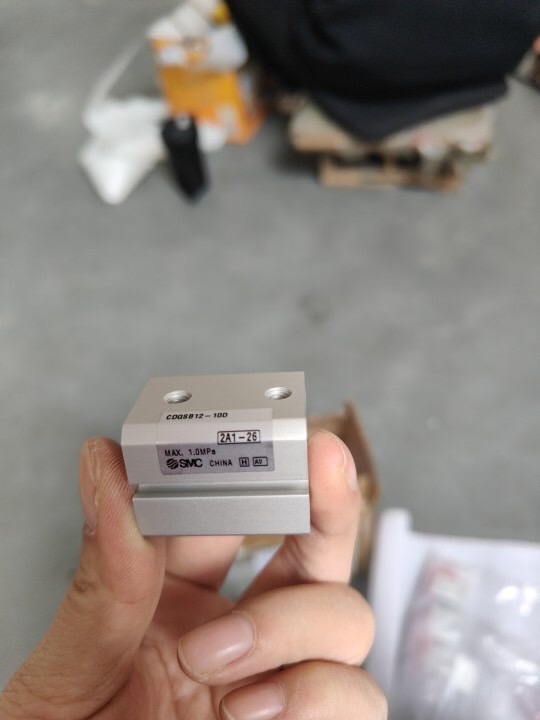 CDQSB12-10D
2A1-26
MAX. 1.0MPa
SMC CHINA H AU